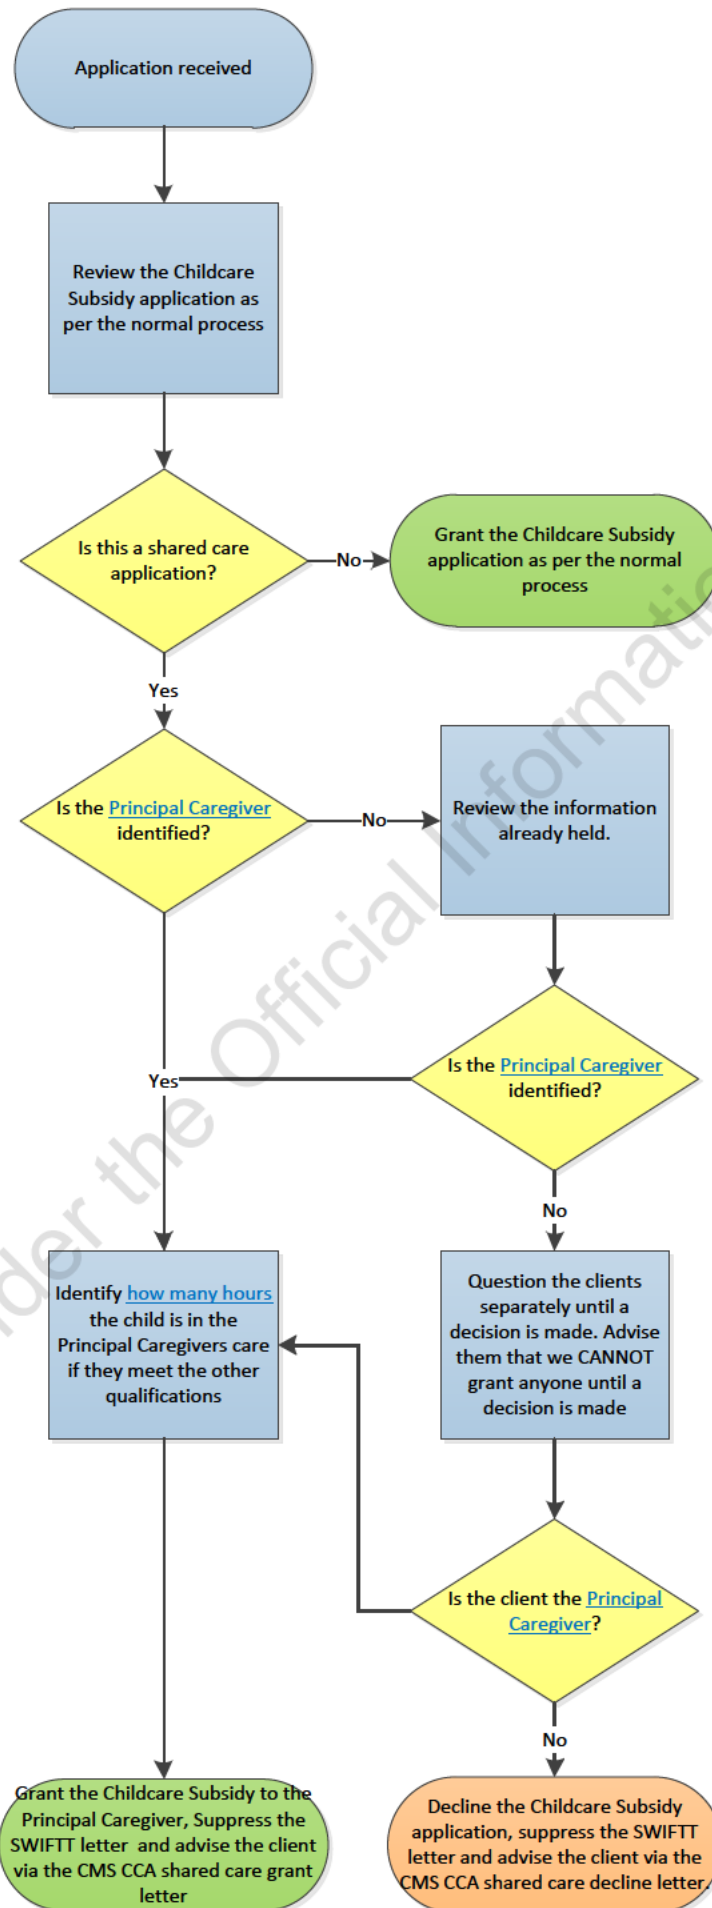 Application received
Review the Childcare
Subsidy application as
per the normal process
Is this a shared care
application?
No
Grant the Childcare Subsidy
application as per the normal
process
Yes
Is the Principal Caregiver
identified?
No
Review the information
already held.
Is the Principal Caregiver
identified?
Yes
No
Identify how many hours
the child is in the
Principal Caregivers care
if they meet the other
qualifications
Question the clients
separately until a
decision is made. Advise
them that we CANNOT
grant anyone until a
decision is made
Is the client the Principal
Caregiver?
No
Grant the Childcare Subsidy to the
Principal Caregiver, Suppress the
SWIFTT letter and advise the client
via the CMS CCA shared care grant
letter
Decline the Childcare Subsidy
application, suppress the SWIFTT
letter and advise the client via the
CMS CCA shared care decline letter.
the Official